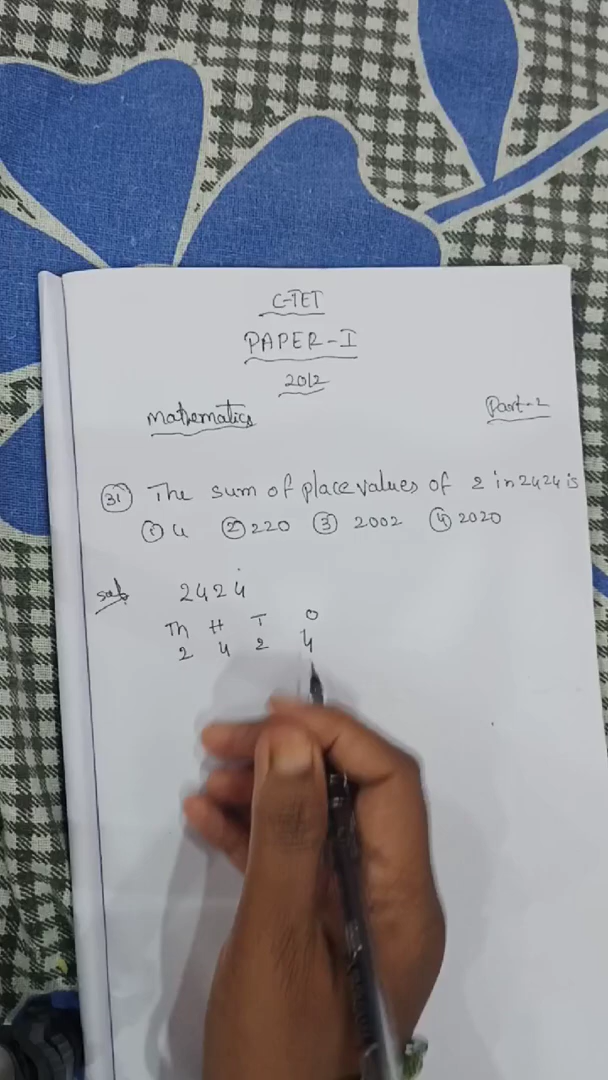 C-TET
PAPER-I
2012
Mathematics
Part-2
31 The sum of place values of 2 in 2424 is
① 4 ② 220 ③ 2002 ④ 2020
Sol 2424
Th H T O
2 4 2 4